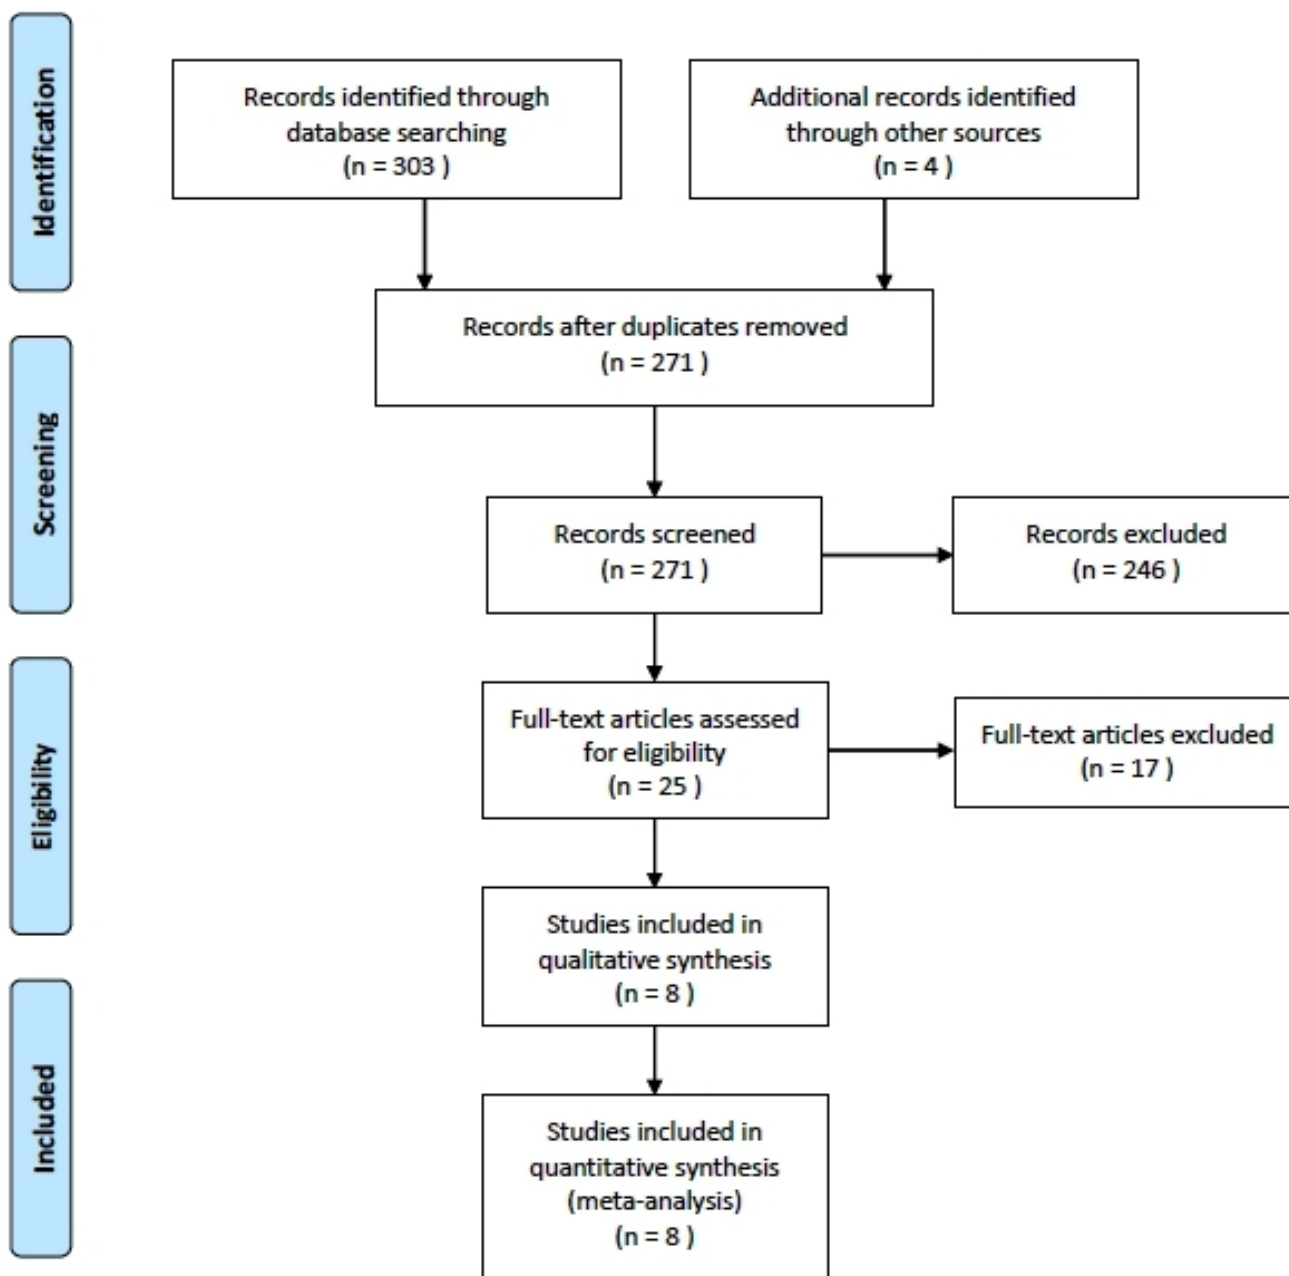 Identification
Records identified through
database searching
(n = 303 )
Additional records identified
through other sources
(n = 4 )
Records after duplicates removed
(n = 271 )
Screening
Records screened
(n = 271 )
Records excluded
(n = 246 )
Eligibility
Full-text articles assessed
for eligibility
(n = 25 )
Full-text articles excluded
(n = 17 )
Studies included in
qualitative synthesis
(n = 8 )
Included
Studies included in
quantitative synthesis
(meta-analysis)
(n = 8 )